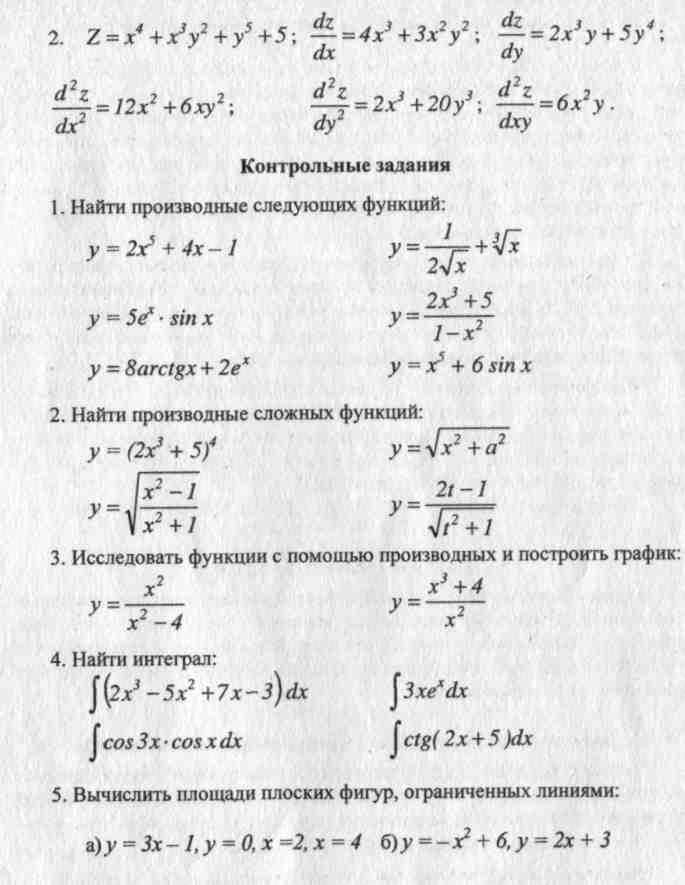 2. Z = x⁴ + x³y² + y⁵ + 5 ; dz/dx = 4x³ + 3x²y² ; dz/dy = 2x³y + 5y⁴ ;
d²z/dx² = 12x² + 6xy² ; d²z/dy² = 2x³ + 20y³ ; d²z/dxy = 6x²y .
Контрольные задания
1. Найти производные следующих функций:
y = 2x⁵ + 4x – 1 y = 1/(2√x) + ∛x
y = 5eˣ · sin x y = (2x³ + 5)/(1 – x²)
y = 8arctgx + 2eˣ y = x⁵ + 6 sin x
2. Найти производные сложных функций:
y = (2x³ + 5)⁴ y = √(x² + a²)
y = √((x² – 1)/(x² + 1)) y = (2t – 1)/√(t² + 1)
3. Исследовать функции с помощью производных и построить график:
y = x²/(x² – 4) y = (x³ + 4)/x²
4. Найти интеграл:
∫(2x³ – 5x² + 7x – 3)dx ∫3xeˣdx
∫cos 3x · cos x dx ∫ctg( 2x + 5 )dx
5. Вычислить площади плоских фигур, ограниченных линиями:
а) y = 3x – 1, y = 0, x =2, x = 4 б) y = – x² + 6, y = 2x + 3